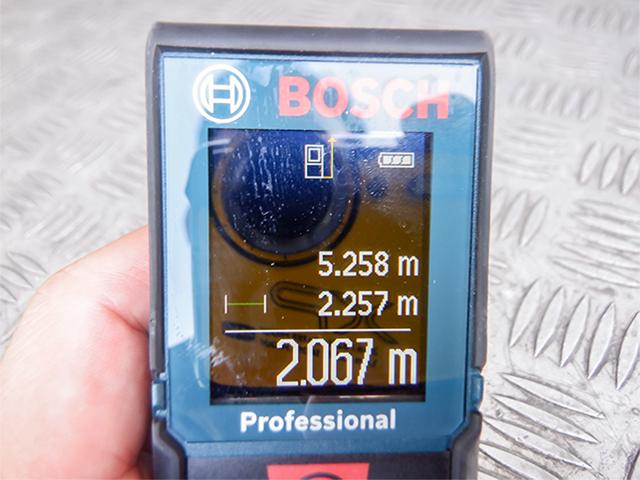 BOSCH
5.258 m
2.257 m
2.067 m
Professional